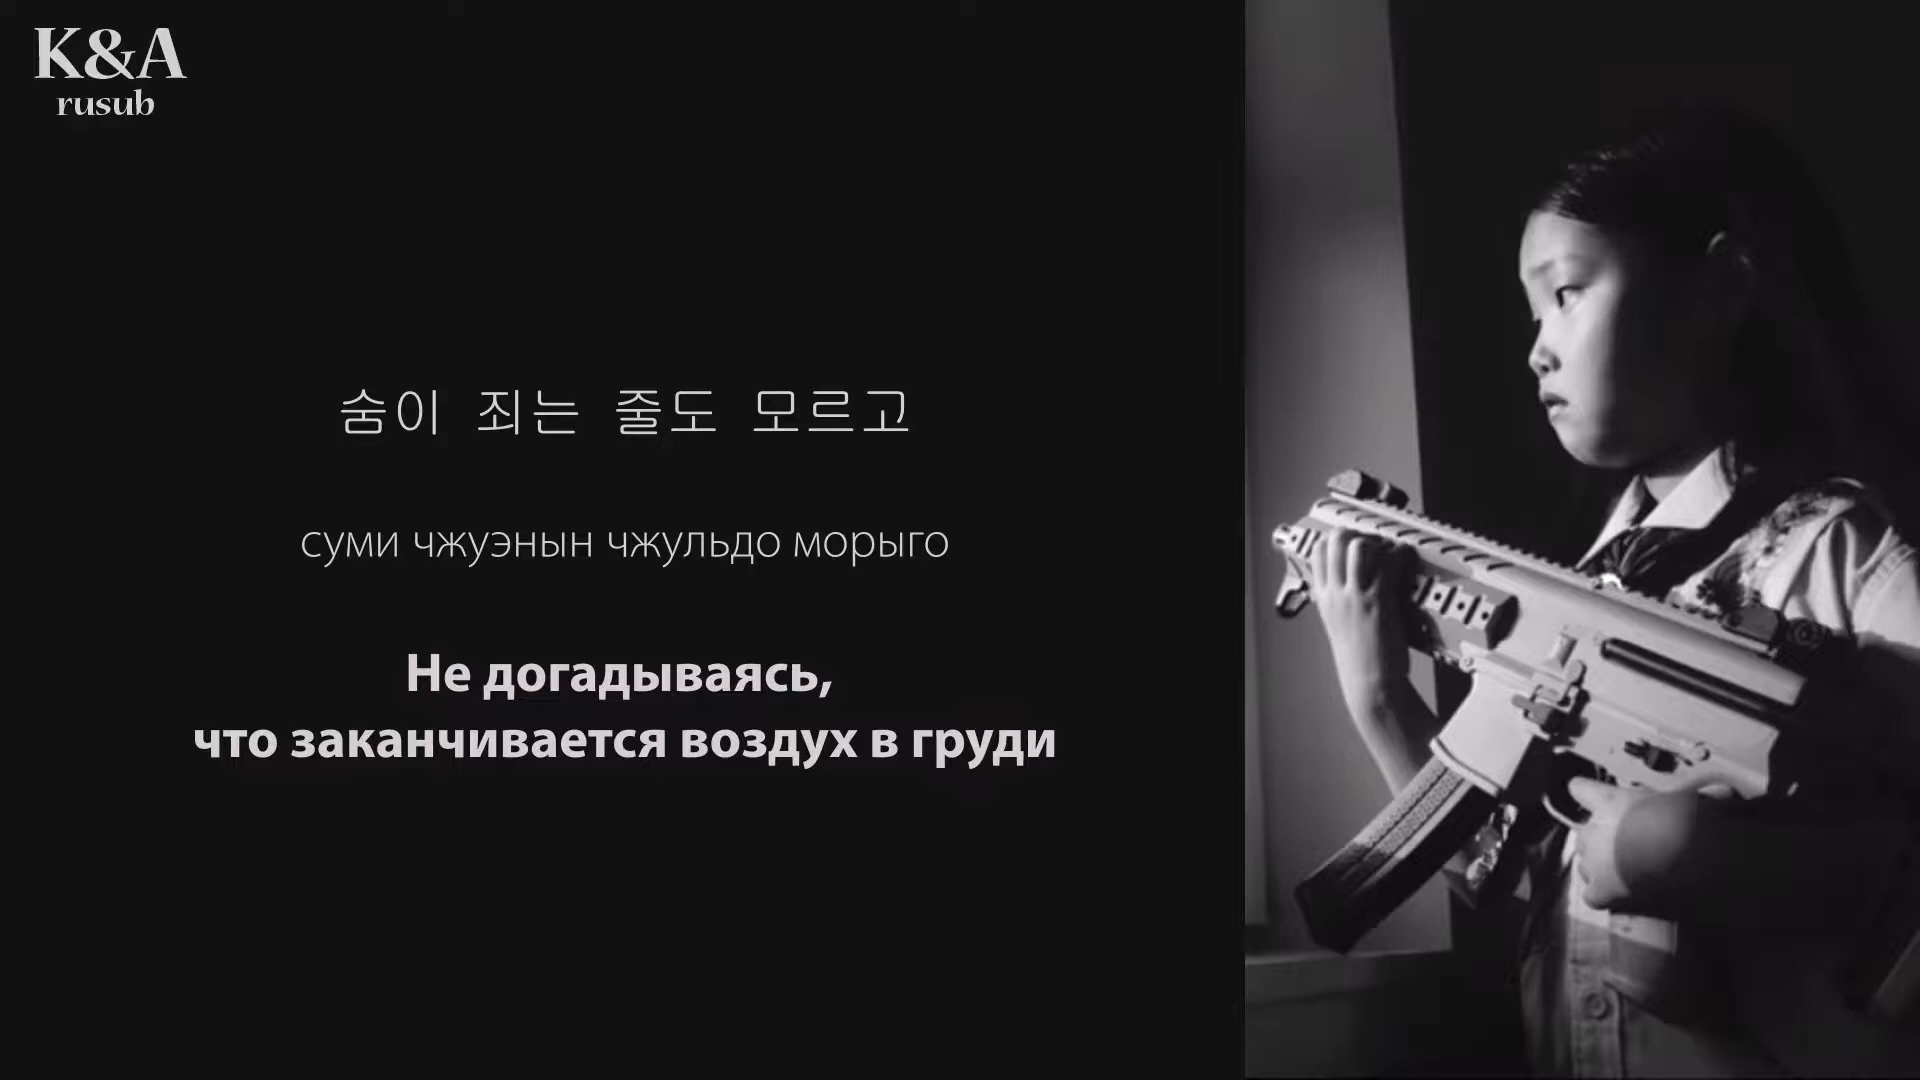 K&A
rusub
숨이 죄는 줄도 모르고
суми чжуэнын чжульдо морыго
Не догадываясь,
что заканчивается воздух в груди